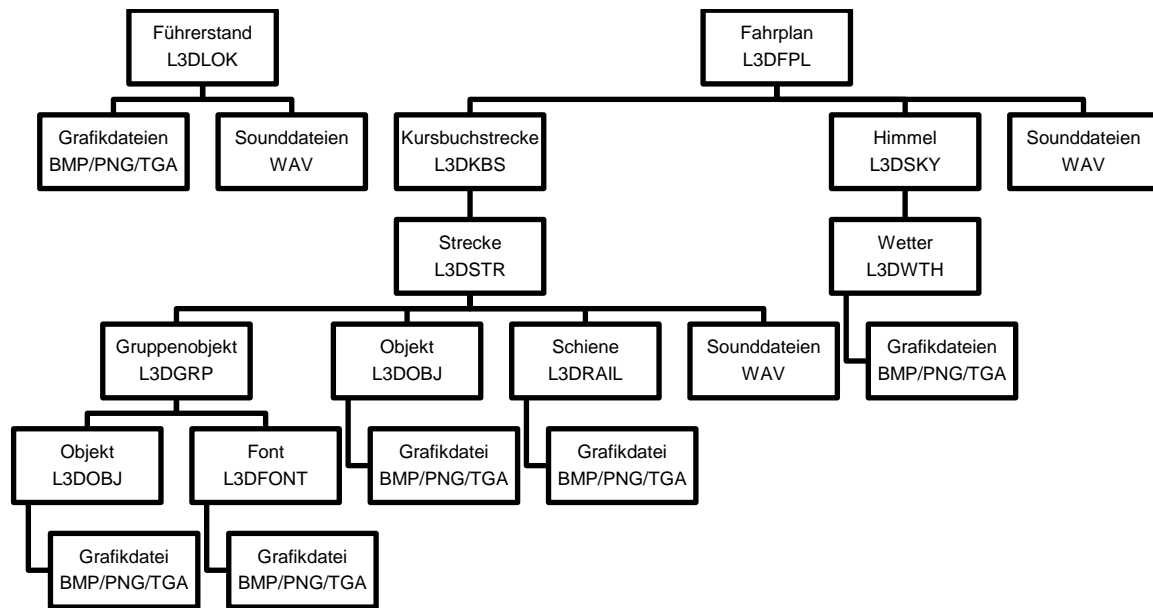 Führerstand
L3DLOK
Fahrplan
L3DFPL
Grafikdateien
BMP/PNG/TGA
Sounddateien
WAV
Kursbuchstrecke
L3DKBS
Himmel
L3DSKY
Sounddateien
WAV
Strecke
L3DSTR
Wetter
L3DWTH
Gruppenobjekt
L3DGRP
Objekt
L3DOBJ
Schiene
L3DRAIL
Sounddateien
WAV
Grafikdateien
BMP/PNG/TGA
Objekt
L3DOBJ
Font
L3DFONT
Grafikdatei
BMP/PNG/TGA
Grafikdatei
BMP/PNG/TGA
Grafikdatei
BMP/PNG/TGA
Grafikdatei
BMP/PNG/TGA